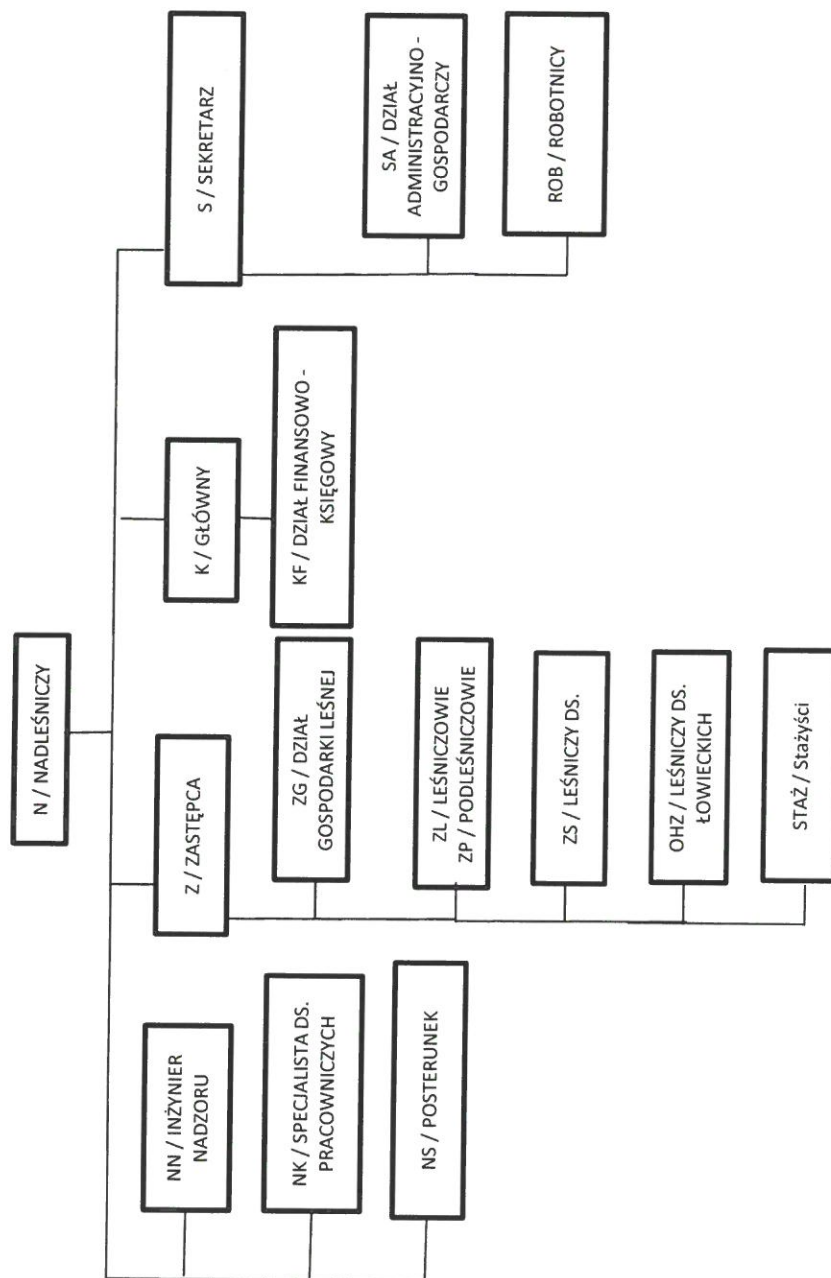 N / NADLEŚNICZY
NN / INŻYNIER
NADZORU
NK / SPECJALISTA DS.
PRACOWNICZYCH
NS / POSTERUNEK
Z / ZASTĘPCA
ZG / DZIAŁ
GOSPODARKI LEŚNEJ
ZL / LEŚNICZOWIE
ZP / PODLEŚNICZOWIE
ZS / LEŚNICZY DS.
OHZ / LEŚNICZY DS.
ŁOWIECKICH
STAŻ / Stażyści
K / GŁÓWNY
KF / DZIAŁ FINANSOWO -
KSIĘGOWY
S / SEKRETARZ
SA / DZIAŁ
ADMINISTRACYJNO -
GOSPODARCZY
ROB / ROBOTNICY